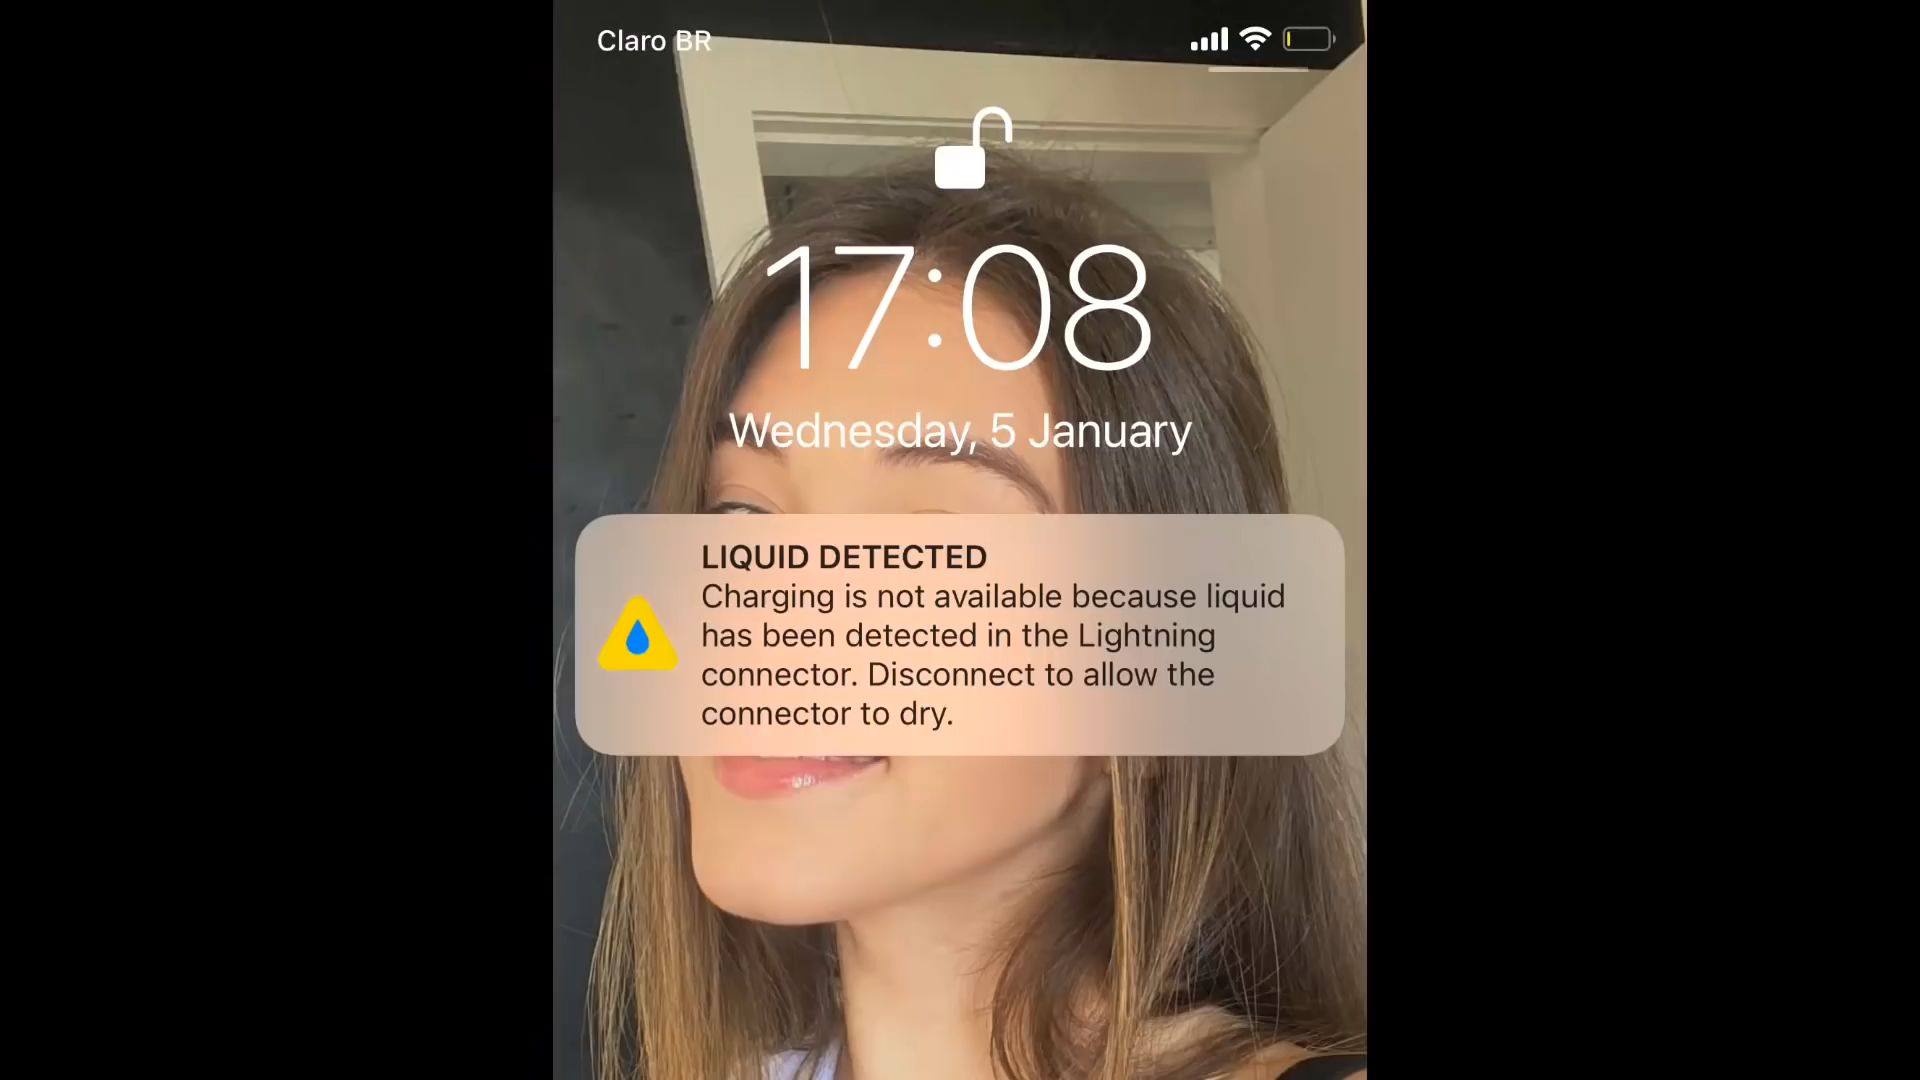 Claro BR
17:08
Wednesday, 5 January
LIQUID DETECTED
Charging is not available because liquid
has been detected in the Lightning
connector. Disconnect to allow the
connector to dry.